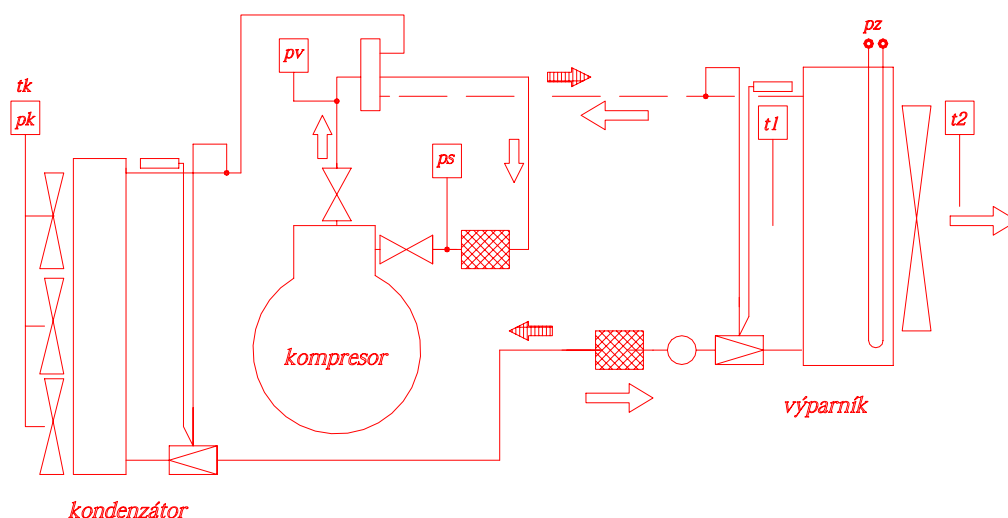 pz
pv
tk
pk
t1
t2
ps
kompresor
výparník
kondenzátor